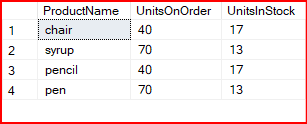 ProductName UnitsOnOrder UnitsInStock
1 chair 40 17
2 syrup 70 13
3 pencil 40 17
4 pen 70 13